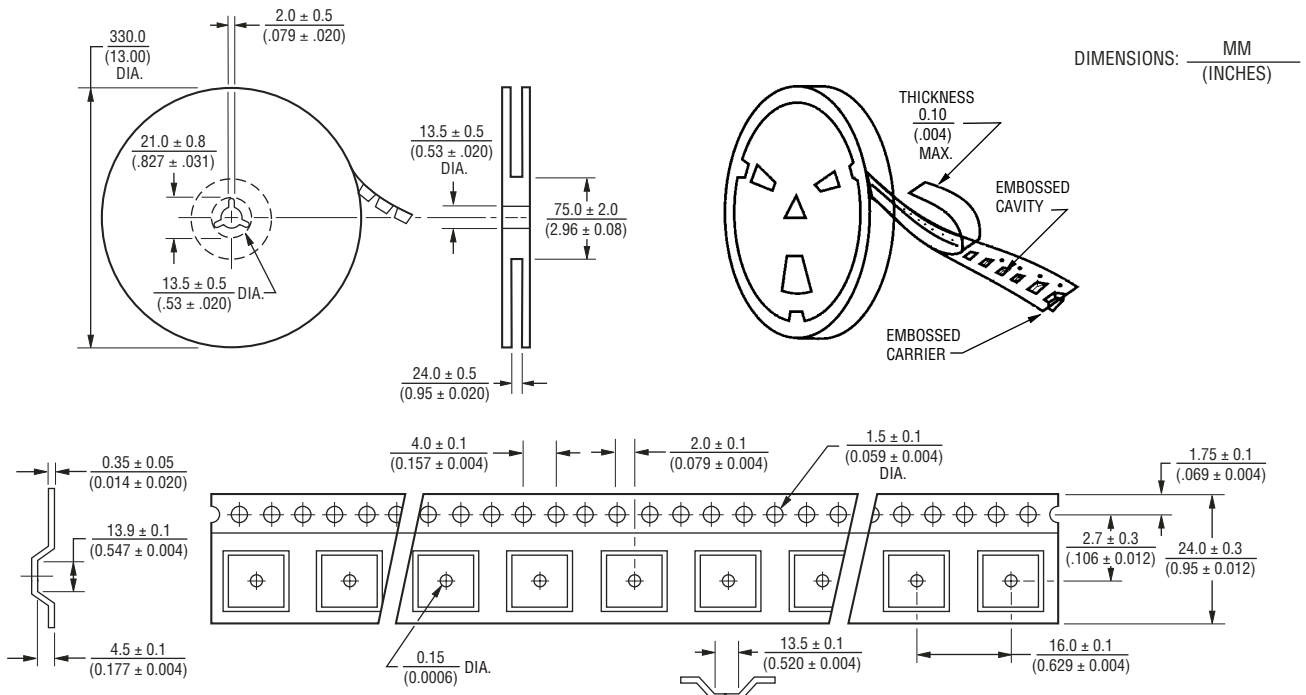 2.0 ± 0.5
(.079 ± .020)
330.0
(13.00)
DIA.
DIMENSIONS: MM
(INCHES)
THICKNESS
0.10
(.004)
MAX.
21.0 ± 0.8
(.827 ± .031)
13.5 ± 0.5
(0.53 ± .020)
DIA.
EMBOSSED
CAVITY
75.0 ± 2.0
(2.96 ± 0.08)
13.5 ± 0.5
(.53 ± .020)
DIA.
EMBOSSED
CARRIER
24.0 ± 0.5
(0.95 ± 0.020)
4.0 ± 0.1
(0.157 ± 0.004)
2.0 ± 0.1
(0.079 ± 0.004)
1.5 ± 0.1
(0.059 ± 0.004)
DIA.
1.75 ± 0.1
(.069 ± 0.004)
0.35 ± 0.05
(0.014 ± 0.020)
13.9 ± 0.1
(0.547 ± 0.004)
2.7 ± 0.3
(.106 ± 0.012)
24.0 ± 0.3
(0.95 ± 0.012)
4.5 ± 0.1
(0.177 ± 0.004)
0.15
(0.0006)
DIA.
13.5 ± 0.1
(0.520 ± 0.004)
16.0 ± 0.1
(0.629 ± 0.004)